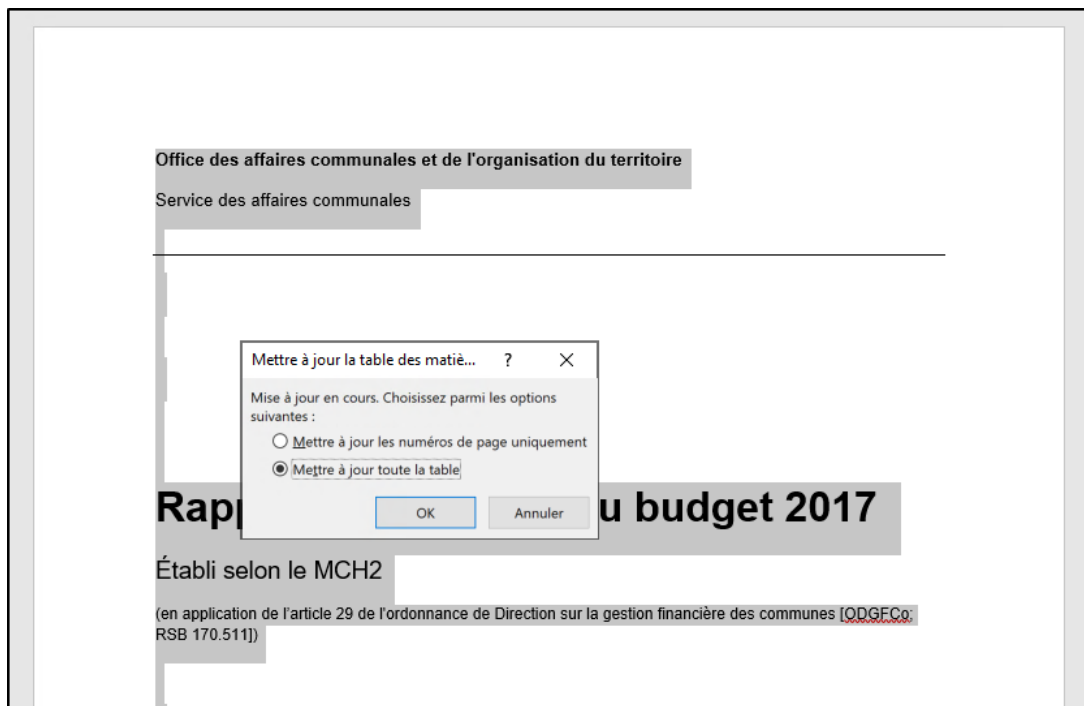 Office des affaires communales et de l'organisation du territoire
Service des affaires communales
Mettre à jour la table des matiè... ?
Mise à jour en cours. Choisissez parmi les options
suivantes :
Mettre à jour les numéros de page uniquement
Mettre à jour toute la table
OK Annuler
budget 2017
Établi selon le MCH2
(en application de l'article 29 de l'ordonnance de Direction sur la gestion financière des communes [ODGFCo;
RSB 170.511])